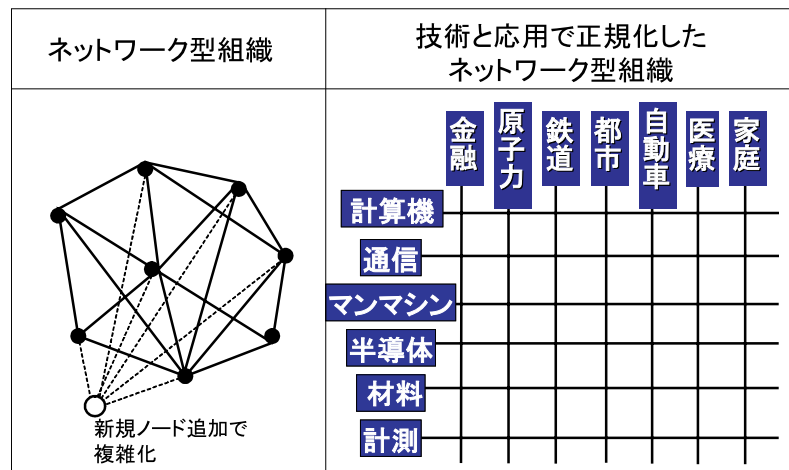 ネットワーク型組織
技術と応用で正規化した
ネットワーク型組織
金融
原子力
鉄道
都市
自動車
医療
家庭
計算機
通信
マンマシン
半導体
材料
計測
新規ノード追加で
複雑化